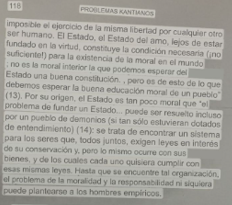 118
PROBLEMAS KANTIANOS
imposible el ejercicio de la misma libertad por cualquier otro
ser humano. El Estado, el Estado del amo, lejos de estar
fundado en la virtud, constituye la condición necesaria (¡no
suficiente!) para la existencia de la moral en el mundo
; no es la moral interior la que podemos esperar del
Estado una buena constitución, , pero es de esto de lo que
debemos esperar la buena educación moral de un pueblo"
(13). Por su origen, el Estado es tan poco moral que "el
problema de fundar un Estado... puede ser resuelto incluso
por un pueblo de demonios (si tan sólo estuvieran dotados
de entendimiento) (14): se trata de encontrar un sistema
para los seres que, todos juntos, exigen leyes en interés
de su conservación y, pero lo mismo ocurre con sus
bienes, y de los cuales cada uno quisiera cumplir con
esas mismas leyes. Hasta que se encuentre tal organización,
el problema de la moralidad y la responsabilidad ni siquiera
puede plantearse a los hombres empíricos.